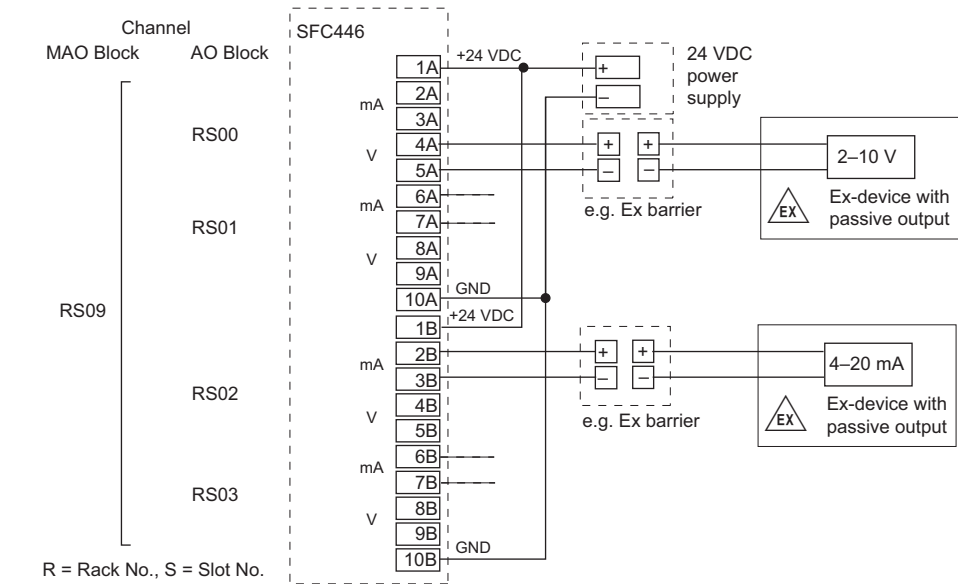 Channel
MAO Block
AO Block
SFC446
RS00
RS01
RS09
RS02
RS03
mA
V
mA
V
mA
V
mA
V
1A
2A
3A
4A
5A
6A
7A
8A
9A
10A
1B
2B
3B
4B
5B
6B
7B
8B
9B
10B
+24 VDC
GND
+24 VDC
GND
+
–
24 VDC
power
supply
+ +
– –
e.g. Ex barrier
2–10 V
EX
Ex-device with
passive output
+ +
– –
e.g. Ex barrier
4–20 mA
EX
Ex-device with
passive output
R = Rack No., S = Slot No.